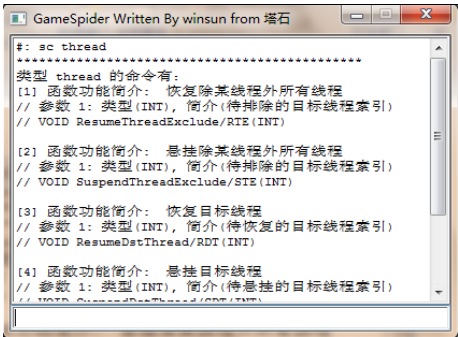 GameSpider Written By winsun from 塔石
#: sc thread
*******************************************
类型 thread 的命令有:
[1] 函数功能简介: 恢复除某线程外所有线程
// 参数 1: 类型(INT), 简介(待排除的目标线程索引)
// VOID ResumeThreadExclude/RTE(INT)
[2] 函数功能简介: 悬挂除某线程外所有线程
// 参数 1: 类型(INT), 简介(待排除的目标线程索引)
// VOID SuspendThreadExclude/STE(INT)
[3] 函数功能简介: 恢复目标线程
// 参数 1: 类型(INT), 简介(待恢复的目标线程索引)
// VOID ResumeDstThread/RDT(INT)
[4] 函数功能简介: 悬挂目标线程
// 参数 1: 类型(INT), 简介(待悬挂的目标线程索引)
// VOID SuspendDstThread/SDT(INT)